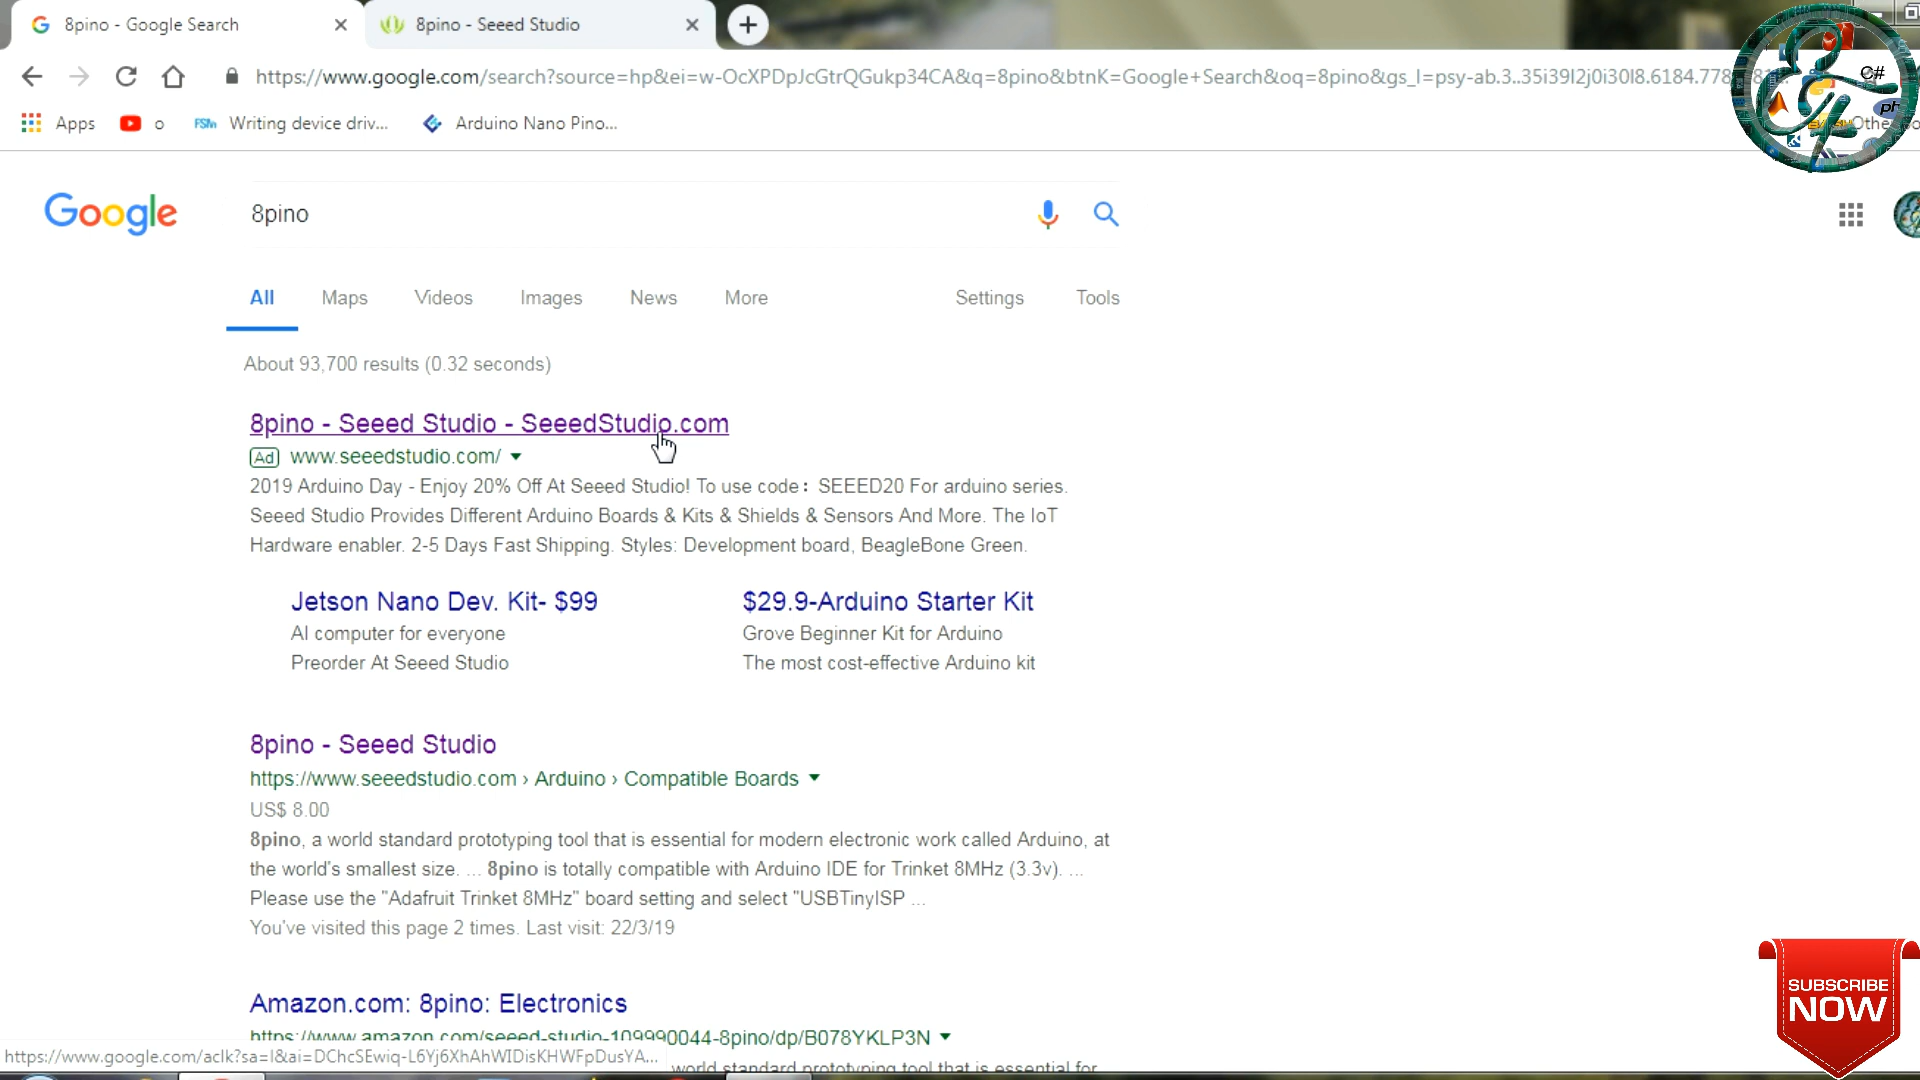 8pino - Google Search
8pino - Seeed Studio
https://www.google.com/search?source=hp&ei=w-OcXPDpJcGtrQGukp34CA&q=8pino&btnK=Google+Search&oq=8pino&gs_l=psy-ab.3..35i39l2j0i30l8.6184.778
C#
Apps
o
FSm
Writing device driv...
Arduino Nano Pino...
Othe
Google
8pino
All
Maps
Videos
Images
News
More
Settings
Tools
About 93,700 results (0.32 seconds)
8pino - Seeed Studio - SeeedStudio.com
Ad www.seeedstudio.com/
2019 Arduino Day - Enjoy 20% Off At Seeed Studio! To use code：SEEED20 For arduino series.
Seeed Studio Provides Different Arduino Boards & Kits & Shields & Sensors And More. The IoT
Hardware enabler. 2-5 Days Fast Shipping. Styles: Development board, BeagleBone Green.
Jetson Nano Dev. Kit- $99
AI computer for everyone
Preorder At Seeed Studio
$29.9-Arduino Starter Kit
Grove Beginner Kit for Arduino
The most cost-effective Arduino kit
8pino - Seeed Studio
https://www.seeedstudio.com › Arduino › Compatible Boards
US$ 8.00
8pino, a world standard prototyping tool that is essential for modern electronic work called Arduino, at
the world's smallest size. ... 8pino is totally compatible with Arduino IDE for Trinket 8MHz (3.3v). ...
Please use the "Adafruit Trinket 8MHz" board setting and select "USBTinyISP ...
You've visited this page 2 times. Last visit: 22/3/19
Amazon.com: 8pino: Electronics
https://www.amazon.com/seeed-studio-109990044-8pino/dp/B078YKLP3N
https://www.google.com/aclk?sa=l&ai=DChcSEwiq-L6Yj6XhAhWIDisKHWFpDusYA...
world standard prototyping tool that is essential for
SUBSCRIBE
NOW